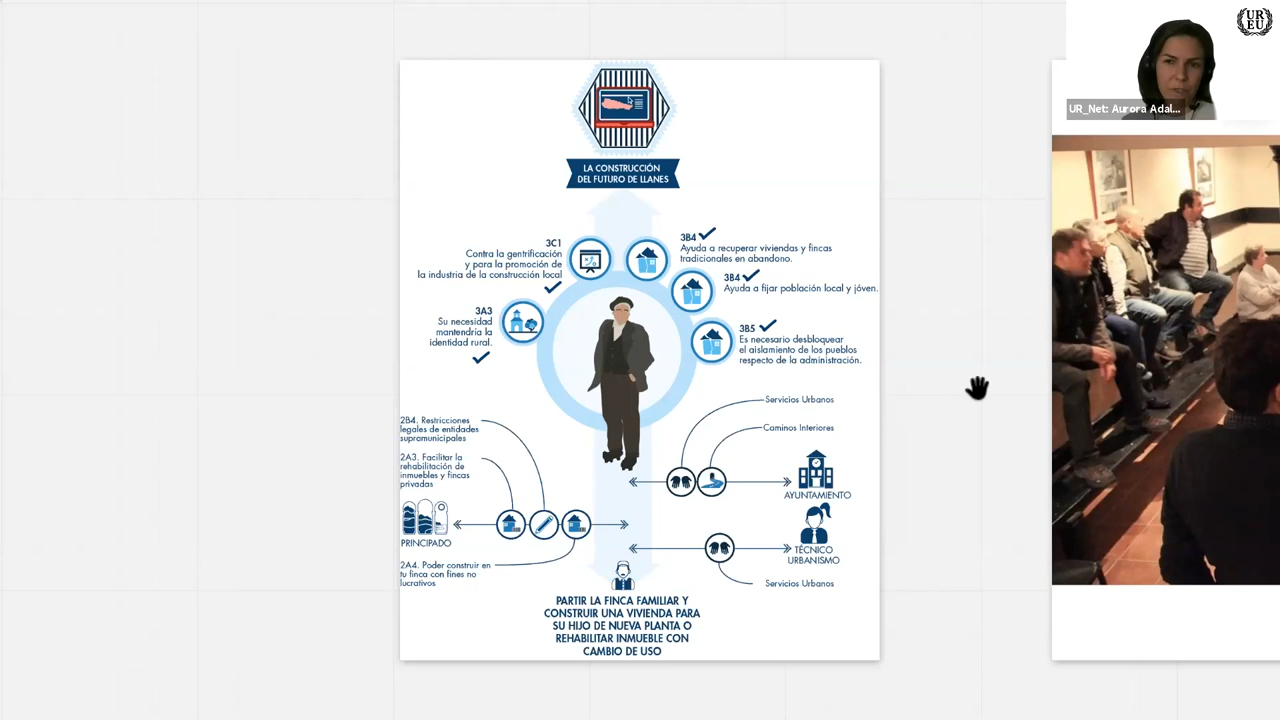 UR
EU
UR_Net: Aurora Adal...
LA CONSTRUCCIÓN
DEL FUTURO DE LLANES
3C1
Contra la gentrificación
y para la promoción de
la industria de la construcción local
3B4
Ayuda a recuperar viviendas y fincas
tradicionales en abandono.
3B4
Ayuda a fijar población local y jóven.
3A3
Su necesidad
mantendría la
identidad rural.
3B5
Es necesario desbloquear
el aislamiento de los pueblos
respecto de la administración.
2B4. Restricciones
legales de entidades
supramunicipales
2A3. Facilitar la
rehabilitación de
inmuebles y fincas
privadas
PRINCIPADO
2A4. Poder construir en
tu finca con fines no
lucrativos
Servicios Urbanos
Caminos Interiores
AYUNTAMIENTO
TÉCNICO
URBANISMO
Servicios Urbanos
PARTIR LA FINCA FAMILIAR Y
CONSTRUIR UNA VIVIENDA PARA
SU HIJO DE NUEVA PLANTA O
REHABILITAR INMUEBLE CON
CAMBIO DE USO